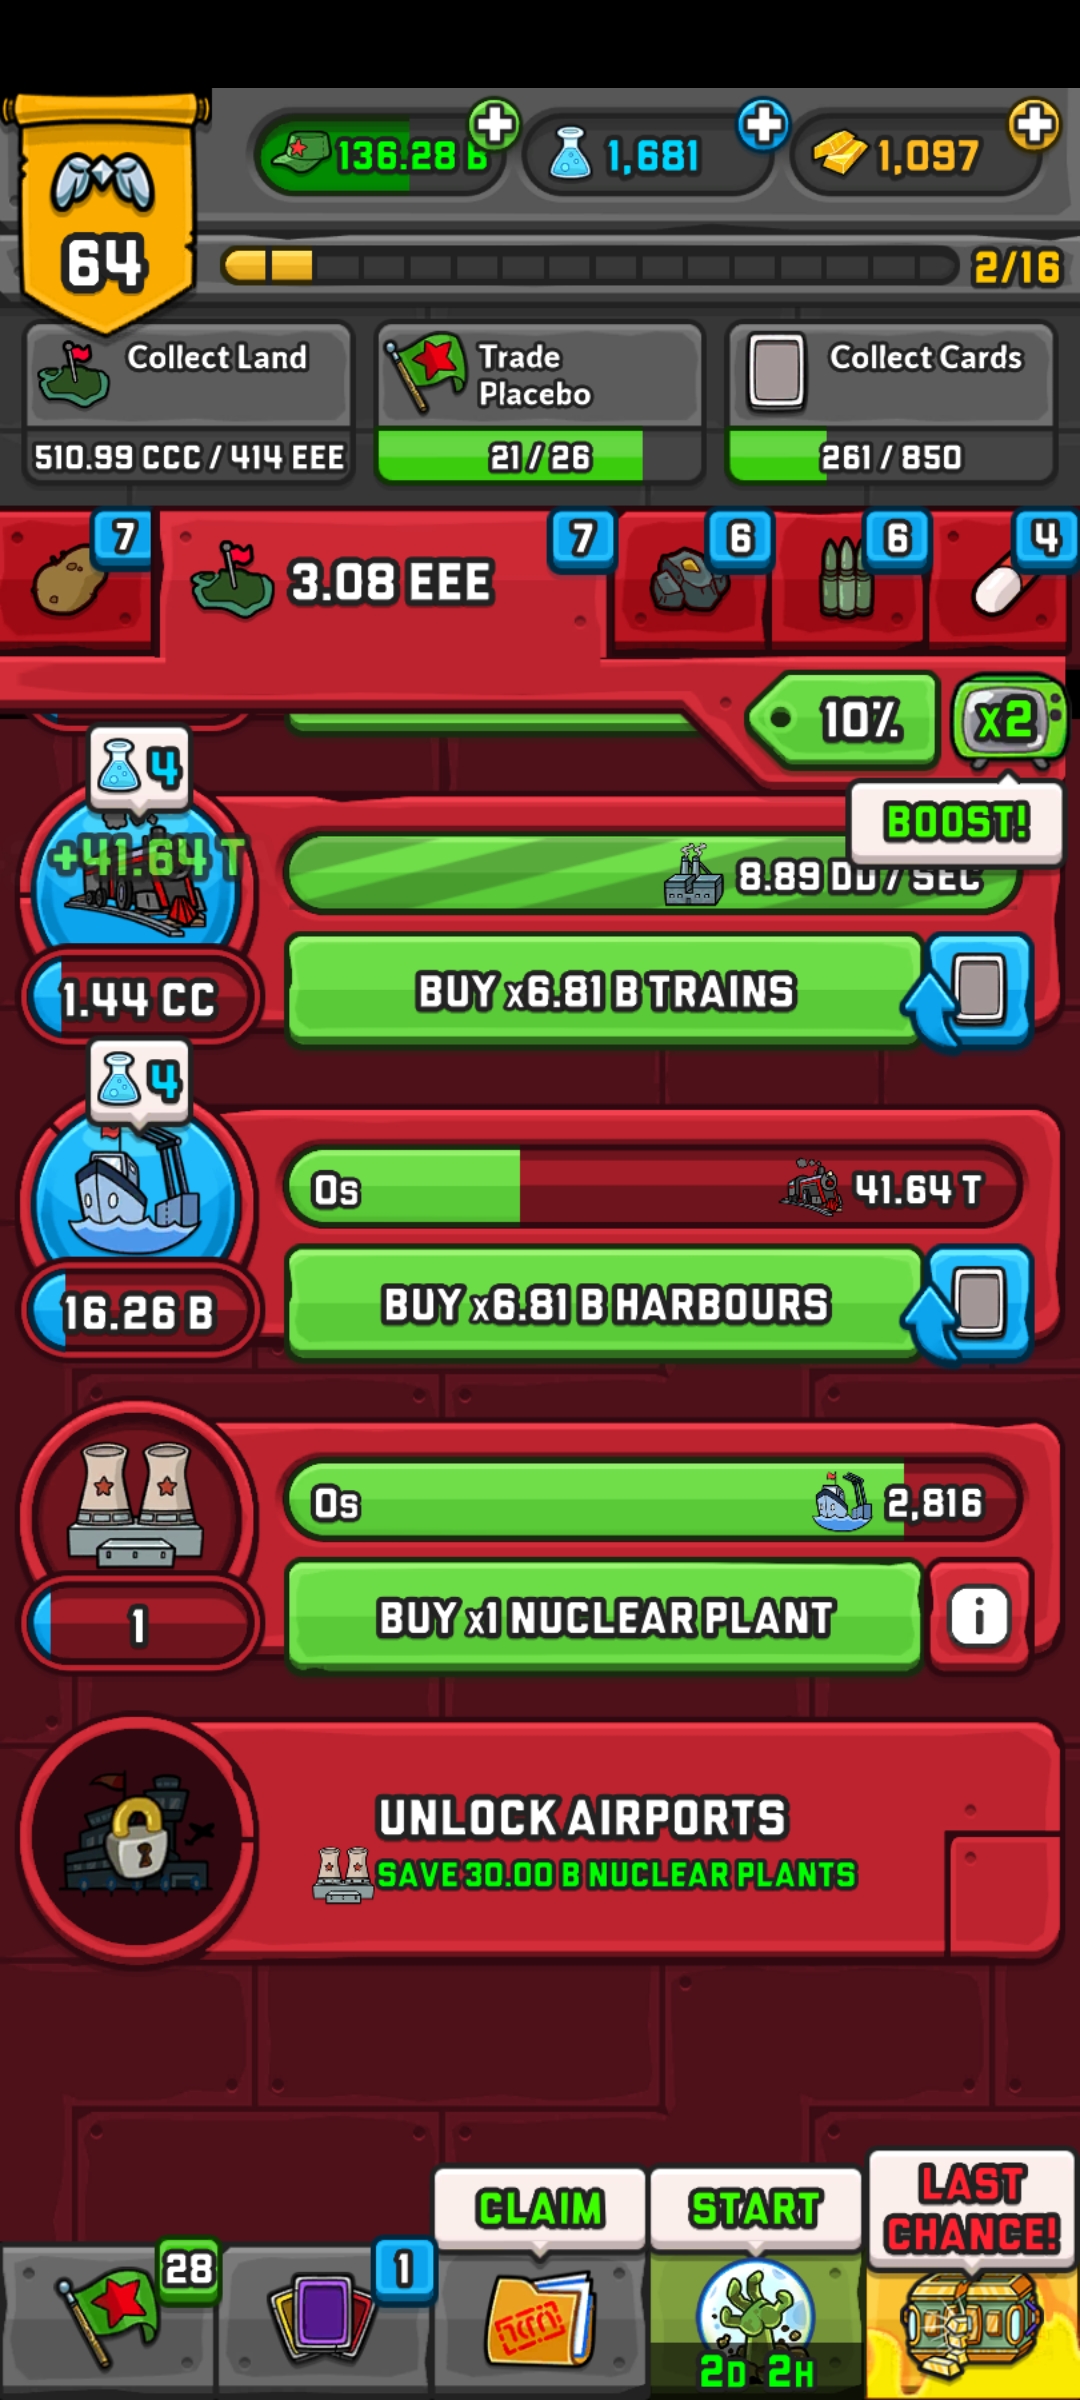 136.28 B
1,681
1,097
64
2/16
Collect Land
510.99 CCC / 414 EEE
Trade
Placebo
21 / 26
Collect Cards
261 / 850
7
3.08 EEE
7
6
6
4
10%
x2
BOOST!
4
+41.64 T
8.89 DD / SEC
1.44 CC
BUY x6.81 B TRAINS
4
0s
41.64 T
16.26 B
BUY x6.81 B HARBOURS
0s
2,816
1
BUY x1 NUCLEAR PLANT
i
UNLOCK AIRPORTS
SAVE 30.00 B NUCLEAR PLANTS
CLAIM
START
LAST
CHANCE!
28
1
2D 2H